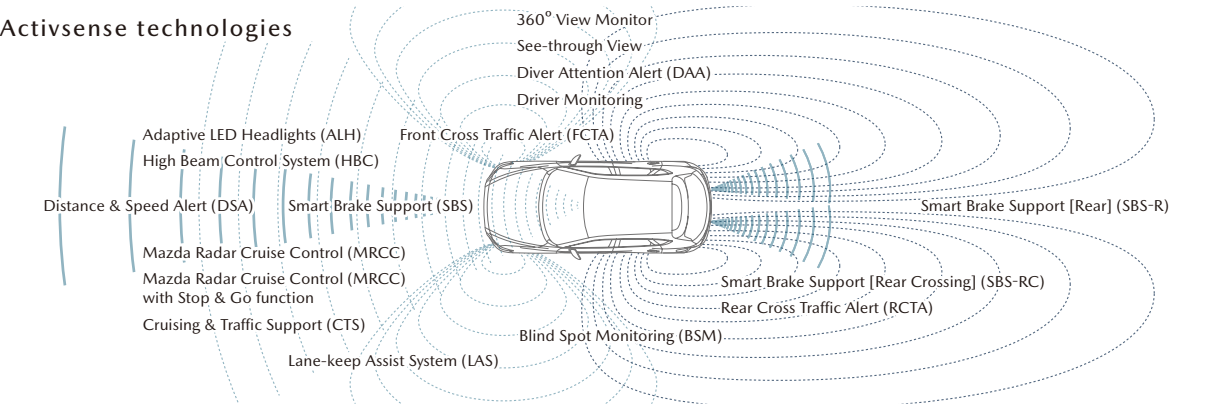 Activsense technologies
360° View Monitor
See-through View
Diver Attention Alert (DAA)
Driver Monitoring
Adaptive LED Headlights (ALH)
Front Cross Traffic Alert (FCTA)
High Beam Control System (HBC)
Distance & Speed Alert (DSA)
Smart Brake Support (SBS)
Smart Brake Support [Rear] (SBS-R)
Mazda Radar Cruise Control (MRCC)
Mazda Radar Cruise Control (MRCC)
with Stop & Go function
Cruising & Traffic Support (CTS)
Smart Brake Support [Rear Crossing] (SBS-RC)
Rear Cross Traffic Alert (RCTA)
Blind Spot Monitoring (BSM)
Lane-keep Assist System (LAS)